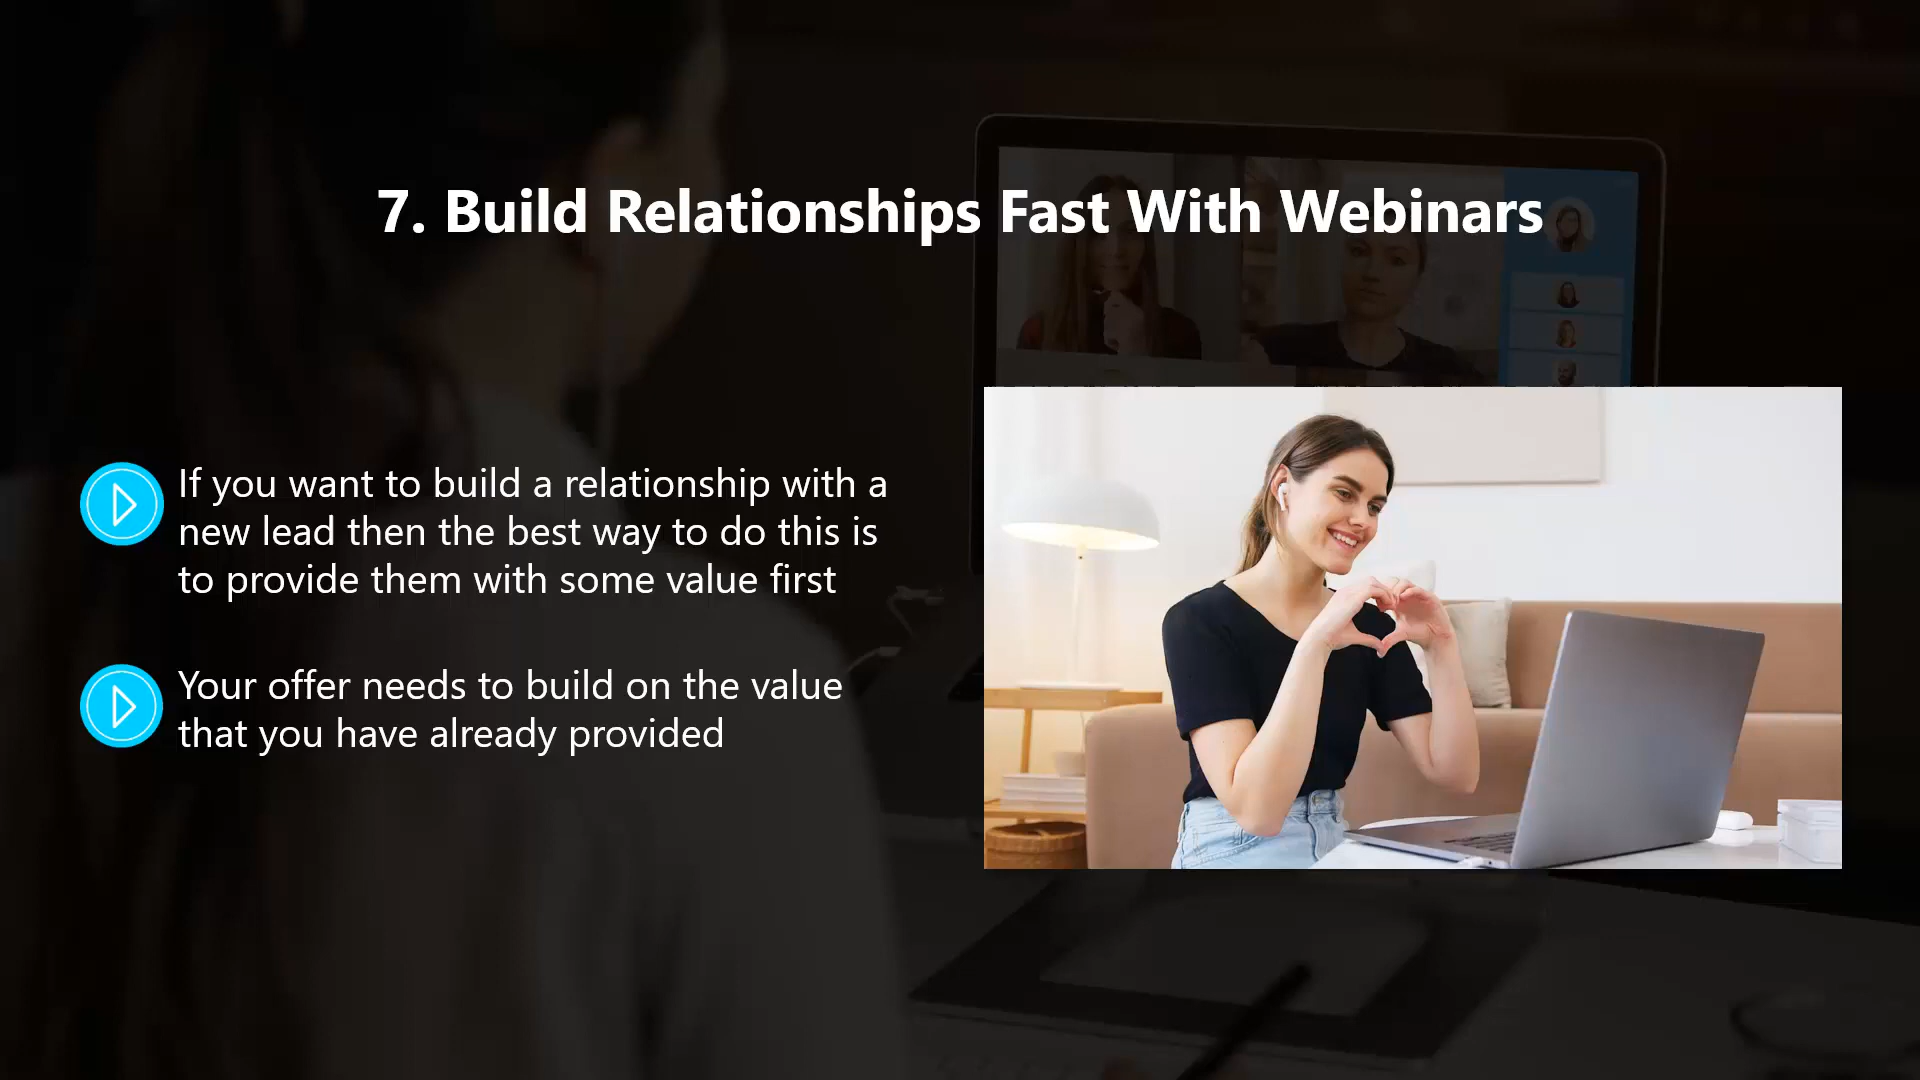 7. Build Relationships Fast With Webinars
If you want to build a relationship with a
new lead then the best way to do this is
to provide them with some value first
Your offer needs to build on the value
that you have already provided